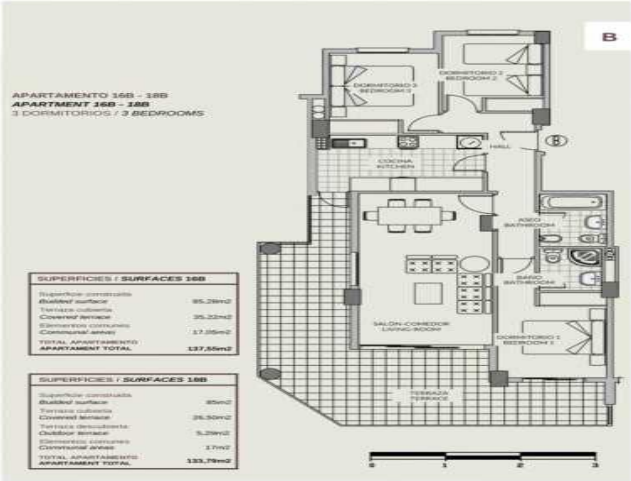 B
APARTAMENTO 16B - 18B
APARTMENT 16B - 18B
3 DORMITORIOS / 3 BEDROOMS
DORMITORIO 2
BEDROOM 2
DORMITORIO 3
BEDROOM 3
HALL
B
COCINA
KITCHEN
ASEO
BATHROOM
BAÑO
BATHROOM
SALÓN-COMEDOR
LIVING-ROOM
DORMITORIO 1
BEDROOM 1
TERRAZA
TERRACE
SUPERFICIES / SURFACES 16B
Superficie construida
Builded surface 85,28m2
Terraza cubierta
Covered terrace 35,22m2
Elementos comunes
Communal areas 17,05m2
TOTAL APARTAMENTO
APARTAMENT TOTAL 137,55m2
SUPERFICIES / SURFACES 18B
Superficie construida
Builded surface 85m2
Terraza cubierta
Covered terrace 26,50m2
Terraza descubierta
Outdoor terrace 5,29m2
Elementos comunes
Communal areas 17m2
TOTAL APARTAMENTO
APARTAMENT TOTAL 133,79m2
0 1 2 3